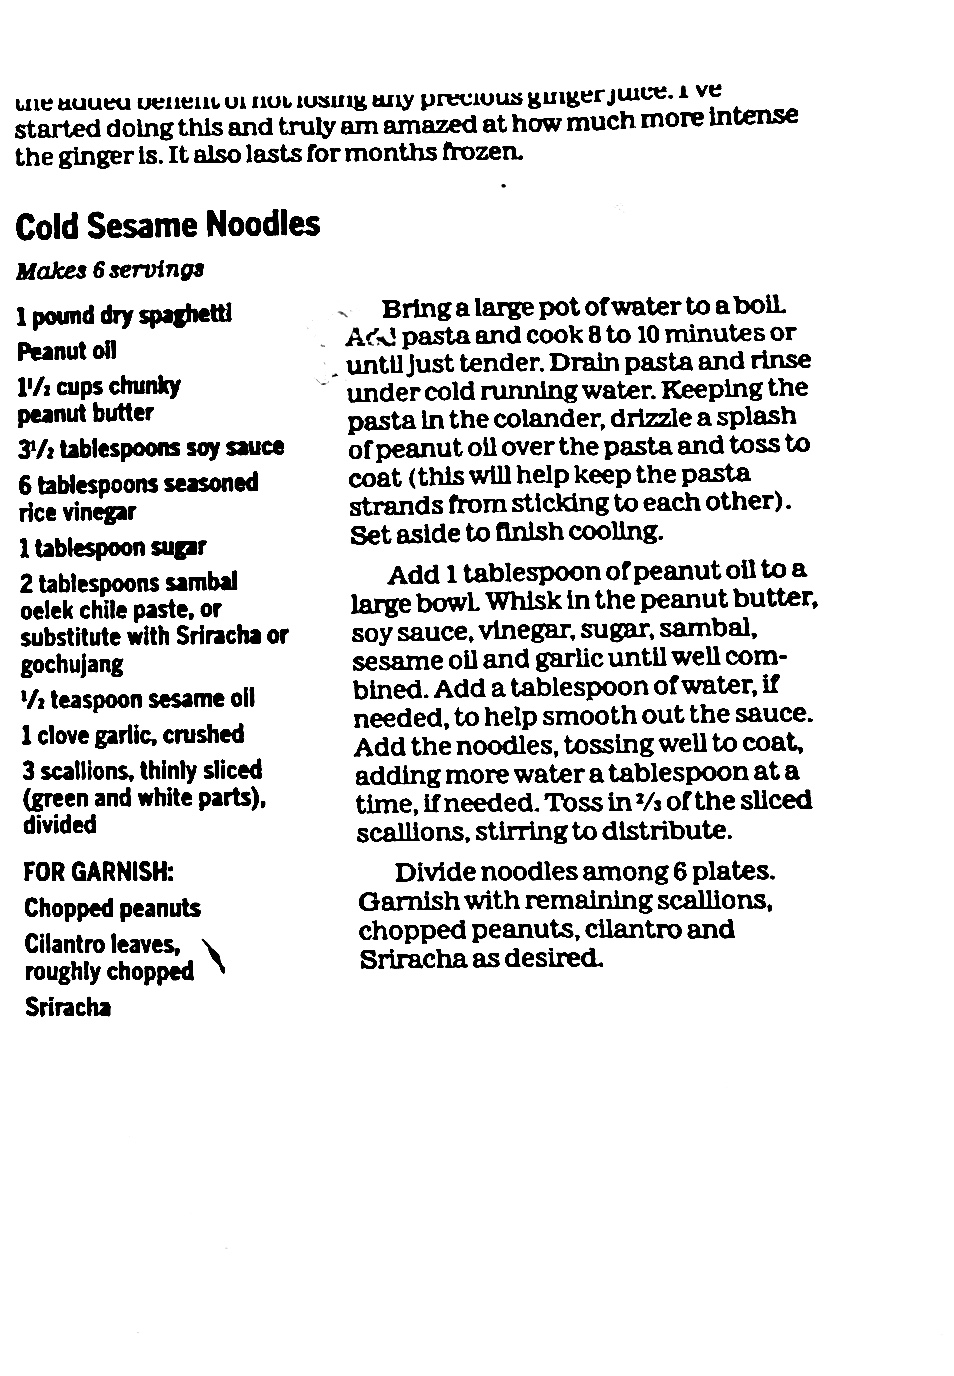 the added benefit of not losing any precious ginger juice. I've
started doing this and truly am amazed at how much more intense
the ginger is. It also lasts for months frozen.
Cold Sesame Noodles
Makes 6 servings
1 pound dry spaghetti
Peanut oil
1 1/2 cups chunky
peanut butter
3 1/2 tablespoons soy sauce
6 tablespoons seasoned
rice vinegar
1 tablespoon sugar
2 tablespoons sambal
oelek chile paste, or
substitute with Sriracha or
gochujang
1/2 teaspoon sesame oil
1 clove garlic, crushed
3 scallions, thinly sliced
(green and white parts),
divided
FOR GARNISH:
Chopped peanuts
Cilantro leaves,
roughly chopped
Sriracha
Bring a large pot of water to a boil.
Add pasta and cook 8 to 10 minutes or
until just tender. Drain pasta and rinse
under cold running water. Keeping the
pasta in the colander, drizzle a splash
of peanut oil over the pasta and toss to
coat (this will help keep the pasta
strands from sticking to each other).
Set aside to finish cooling.
Add 1 tablespoon of peanut oil to a
large bowl. Whisk in the peanut butter,
soy sauce, vinegar, sugar, sambal,
sesame oil and garlic until well com-
bined. Add a tablespoon of water, if
needed, to help smooth out the sauce.
Add the noodles, tossing well to coat,
adding more water a tablespoon at a
time, if needed. Toss in 2/3 of the sliced
scallions, stirring to distribute.
Divide noodles among 6 plates.
Garnish with remaining scallions,
chopped peanuts, cilantro and
Sriracha as desired.